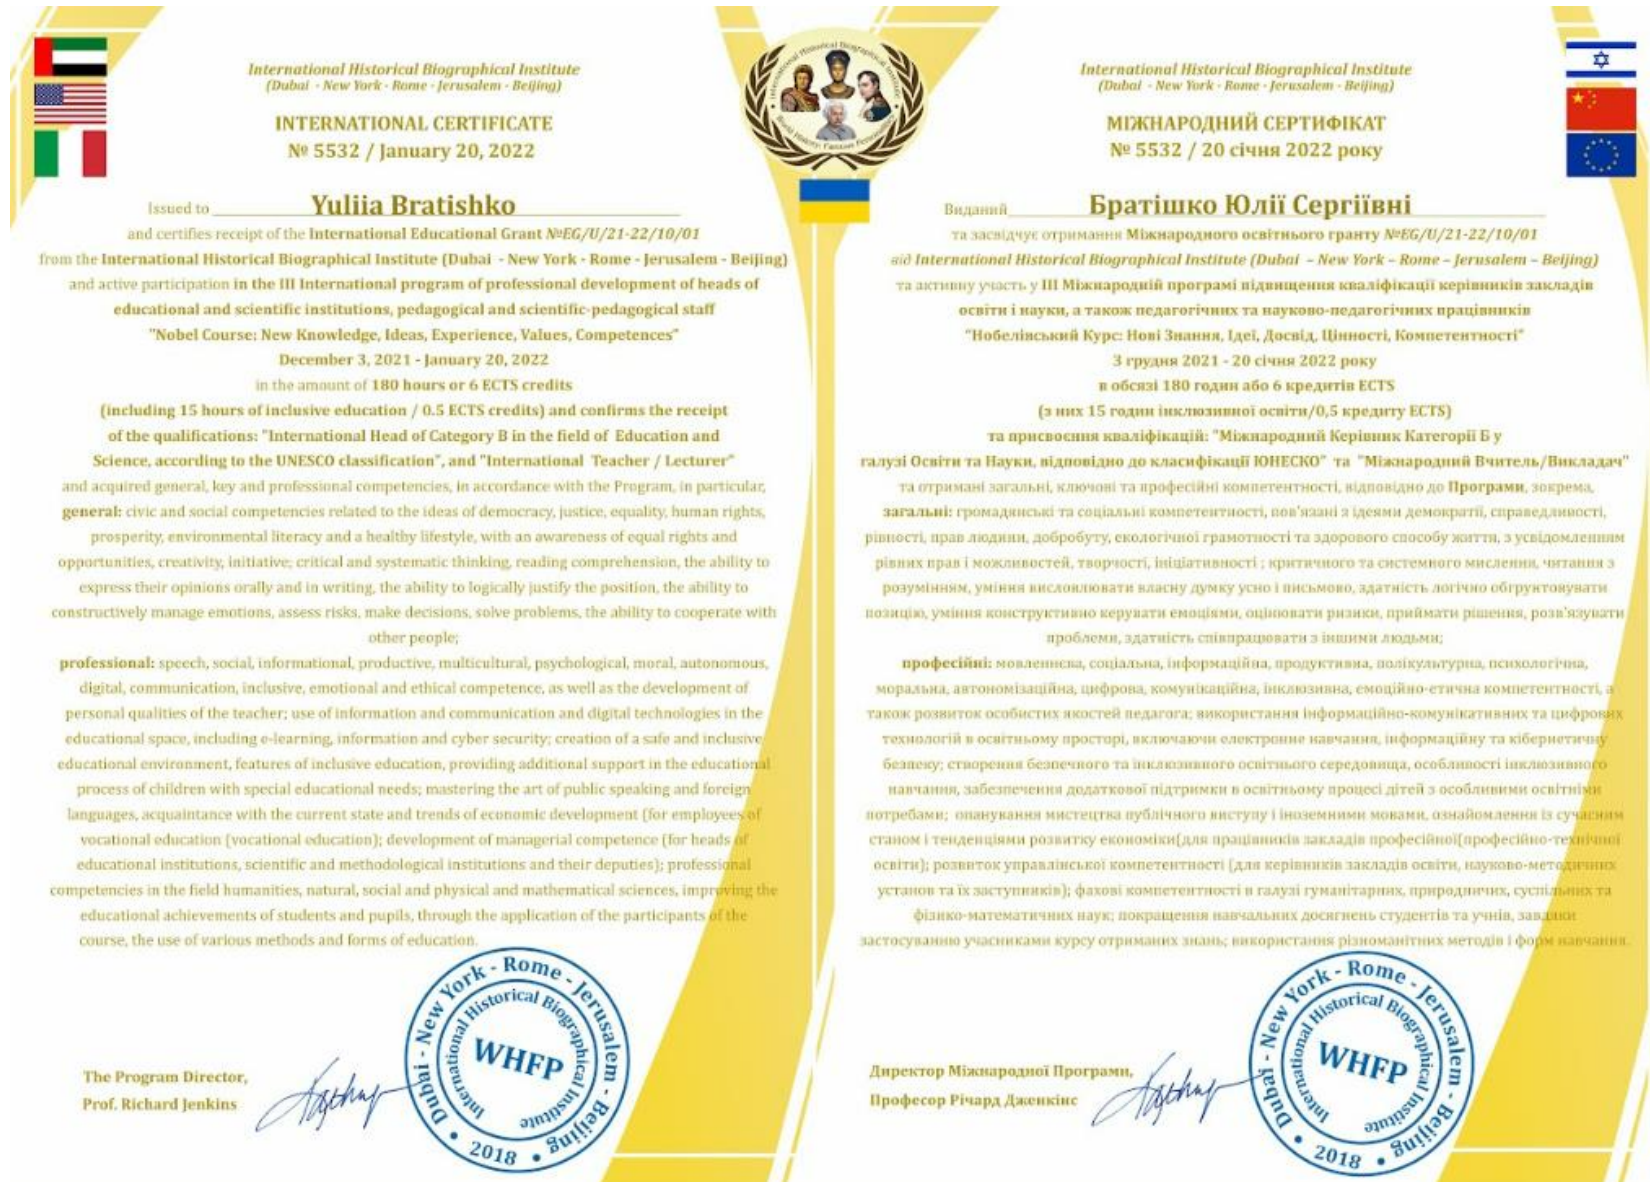 International Historical Biographical Institute
(Dubai - New York - Rome - Jerusalem - Beijing)
INTERNATIONAL CERTIFICATE
№ 5532 / January 20, 2022
Issued to Yuliia Bratishko
and certifies receipt of the International Educational Grant №EG/U/21-22/10/01
from the International Historical Biographical Institute (Dubai - New York - Rome - Jerusalem - Beijing)
and active participation in the III International program of professional development of heads of
educational and scientific institutions, pedagogical and scientific-pedagogical staff
"Nobel Course: New Knowledge, Ideas, Experience, Values, Competences"
December 3, 2021 - January 20, 2022
in the amount of 180 hours or 6 ECTS credits
(including 15 hours of inclusive education / 0.5 ECTS credits) and confirms the receipt
of the qualifications: "International Head of Category B in the field of Education and
Science, according to the UNESCO classification", and "International Teacher / Lecturer"
and acquired general, key and professional competencies, in accordance with the Program, in particular,
general: civic and social competencies related to the ideas of democracy, justice, equality, human rights,
prosperity, environmental literacy and a healthy lifestyle, with an awareness of equal rights and
opportunities, creativity, initiative; critical and systematic thinking, reading comprehension, the ability to
express their opinions orally and in writing, the ability to logically justify the position, the ability to
constructively manage emotions, assess risks, make decisions, solve problems, the ability to cooperate with
other people;
professional: speech, social, informational, productive, multicultural, psychological, moral, autonomous,
digital, communication, inclusive, emotional and ethical competence, as well as the development of
personal qualities of the teacher; use of information and communication and digital technologies in the
educational space, including e-learning, information and cyber security; creation of a safe and inclusive
educational environment, features of inclusive education, providing additional support in the educational
process of children with special educational needs; mastering the art of public speaking and foreign
languages, acquaintance with the current state and trends of economic development (for employees of
vocational education (vocational education); development of managerial competence (for heads of
educational institutions, scientific and methodological institutions and their deputies); professional
competencies in the field humanities, natural, social and physical and mathematical sciences, improving the
educational achievements of students and pupils, through the application of the participants of the
course, the use of various methods and forms of education.
The Program Director,
Prof. Richard Jenkins
Dubai - New York - Rome - Jerusalem - Beijing
International Historical Biographical Institute
WHFP
2018
International Historical Biographical Institute
World History: Famous Personalities
International Historical Biographical Institute
(Dubai - New York - Rome - Jerusalem - Beijing)
МІЖНАРОДНИЙ СЕРТИФІКАТ
№ 5532 / 20 січня 2022 року
Виданий Братішко Юлії Сергіївні
та засвідчує отримання Міжнародного освітнього гранту №EG/U/21-22/10/01
від International Historical Biographical Institute (Dubai – New York – Rome – Jerusalem – Beijing)
та активну участь у ІІІ Міжнародній програмі підвищення кваліфікації керівників закладів
освіти і науки, а також педагогічних та науково-педагогічних працівників
"Нобелівський Курс: Нові Знання, Ідеї, Досвід, Цінності, Компетентності"
3 грудня 2021 - 20 січня 2022 року
в обсязі 180 годин або 6 кредитів ECTS
(з них 15 годин інклюзивної освіти/0,5 кредиту ECTS)
та присвоєння кваліфікацій: "Міжнародний Керівник Категорії Б у
галузі Освіти та Науки, відповідно до класифікації ЮНЕСКО" та "Міжнародний Вчитель/Викладач"
та отримані загальні, ключові та професійні компетентності, відповідно до Програми, зокрема,
загальні: громадянські та соціальні компетентності, пов'язані з ідеями демократії, справедливості,
рівності, прав людини, добробуту, екологічної грамотності та здорового способу життя, з усвідомленням
рівних прав і можливостей, творчості, ініціативності ; критичного та системного мислення, читання з
розумінням, уміння висловлювати власну думку усно і письмово, здатність логічно обґрунтовувати
позицію, уміння конструктивно керувати емоціями, оцінювати ризики, приймати рішення, розв'язувати
проблеми, здатність співпрацювати з іншими людьми;
професійні: мовленнєва, соціальна, інформаційна, продуктивна, полікультурна, психологічна,
моральна, автономізаційна, цифрова, комунікаційна, інклюзивна, емоційно-етична компетентності, а
також розвиток особистих якостей педагога; використання інформаційно-комунікативних та цифрових
технологій в освітньому просторі, включаючи електронне навчання, інформаційну та кібернетичну
безпеку; створення безпечного та інклюзивного освітнього середовища, особливості інклюзивного
навчання, забезпечення додаткової підтримки в освітньому процесі дітей з особливими освітніми
потребами; опанування мистецтва публічного виступу і іноземними мовами, ознайомлення із сучасним
станом і тенденціями розвитку економіки(для працівників закладів професійної(професійно-технічної
освіти); розвиток управлінської компетентності (для керівників закладів освіти, науково-методичних
установ та їх заступників); фахові компетентності в галузі гуманітарних, природничих, суспільних та
фізико-математичних наук; покращення навчальних досягнень студентів та учнів, завдяки
застосуванню учасниками курсу отриманих знань; використання різноманітних методів і форм навчання.
Директор Міжнародної Програми,
Професор Річард Дженкінс
Dubai - New York - Rome - Jerusalem - Beijing
International Historical Biographical Institute
WHFP
2018